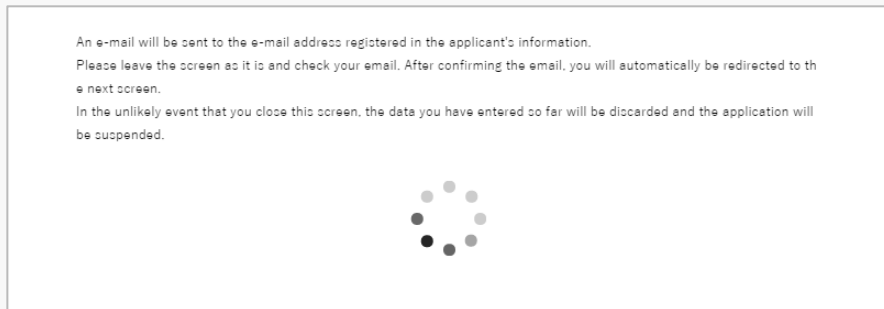 An e-mail will be sent to the e-mail address registered in the applicant's information.
Please leave the screen as it is and check your email. After confirming the email, you will automatically be redirected to th
e next screen.
In the unlikely event that you close this screen, the data you have entered so far will be discarded and the application will
be suspended.